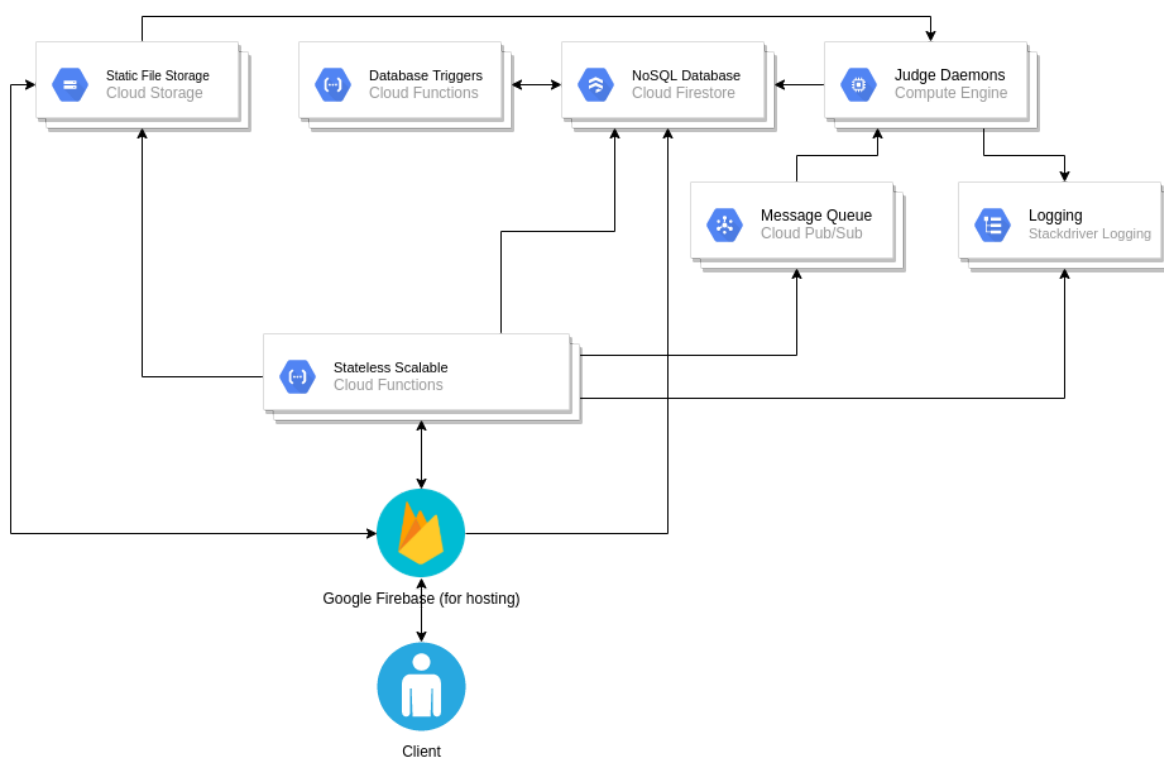 Static File Storage
Cloud Storage
Database Triggers
Cloud Functions
NoSQL Database
Cloud Firestore
Judge Daemons
Compute Engine
Message Queue
Cloud Pub/Sub
Logging
Stackdriver Logging
Stateless Scalable
Cloud Functions
Google Firebase (for hosting)
Client